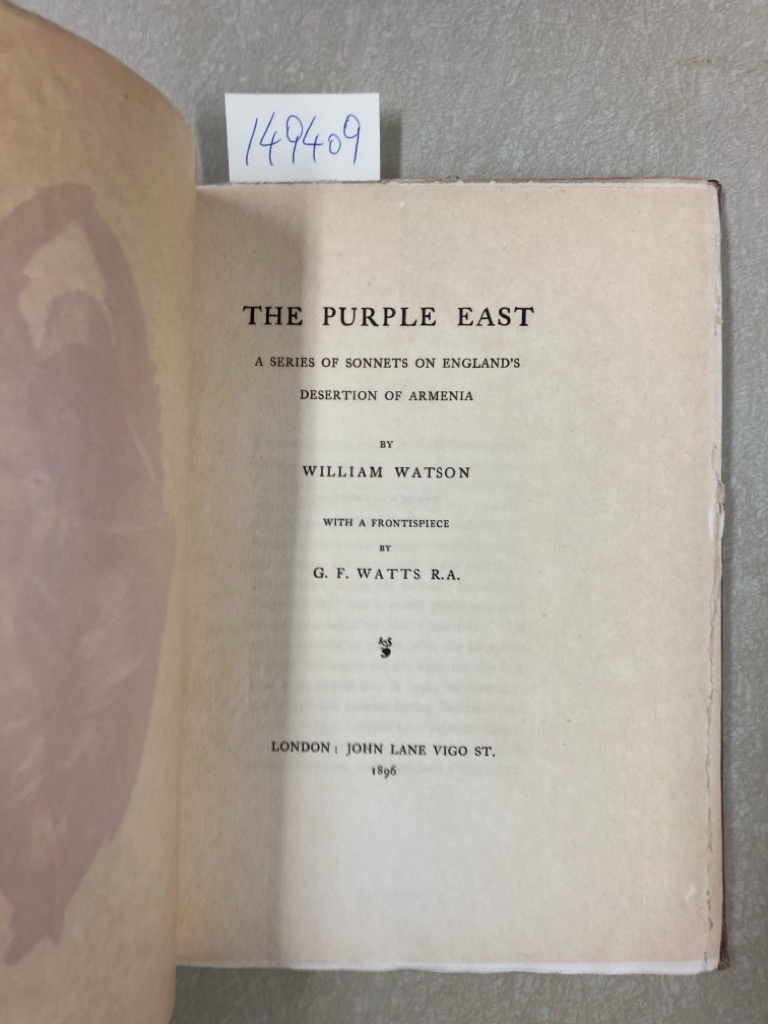 149409
THE PURPLE EAST
A SERIES OF SONNETS ON ENGLAND'S
DESERTION OF ARMENIA
BY
WILLIAM WATSON
WITH A FRONTISPIECE
BY
G. F. WATTS R.A.
LONDON: JOHN LANE VIGO ST.
1896